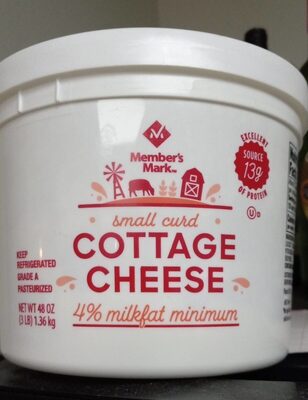 Member's
Mark™
EXCELLENT
SOURCE
13g
OF PROTEIN
U D
small curd
COTTAGE
CHEESE
4% milkfat minimum
KEEP
REFRIGERATED
GRADE A
PASTEURIZED
NET WT 48 OZ
(3 LB) 1.36 kg